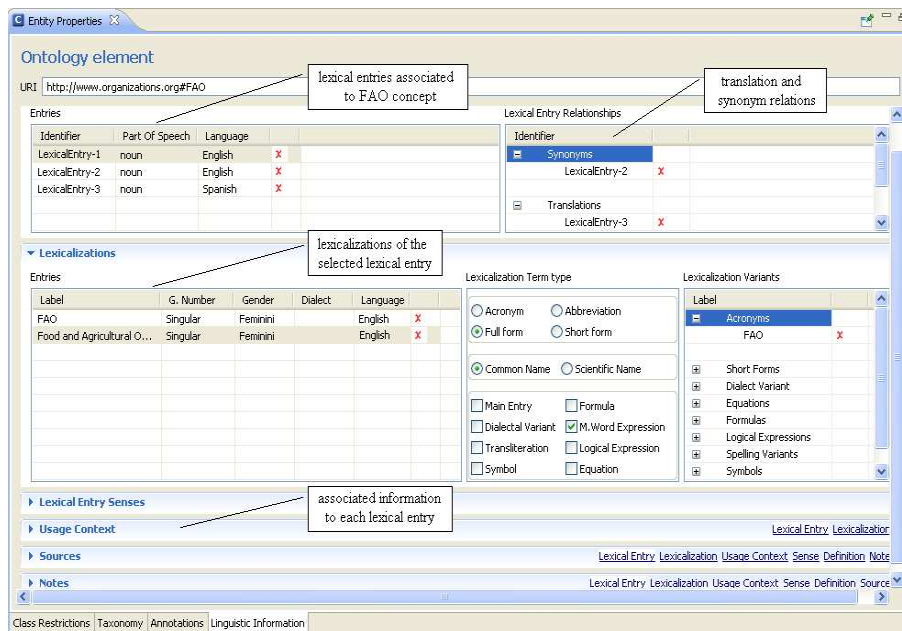 Entity Properties
Ontology element
URI http://www.organizations.org#FAO
lexical entries associated
to FAO concept
translation and
synonym relations
Entries
Identifier Part Of Speech Language
LexicalEntry-1 noun English
LexicalEntry-2 noun English
LexicalEntry-3 noun Spanish
Lexical Entry Relationships
Identifier
Synonyms
LexicalEntry-2
Translations
LexicalEntry-3
Lexicalizations
lexicalizations of the
selected lexical entry
Entries
Label G. Number Gender Dialect Language
FAO Singular Feminini English
Food and Agricultural O... Singular Feminini English
Lexicalization Term type
Acronym Abbreviation
Full form Short form
Common Name Scientific Name
Main Entry Formula
Dialectal Variant M.Word Expression
Transliteration Logical Expression
Symbol Equation
Lexicalization Variants
Label
Acronyms
FAO
Short Forms
Dialect Variant
Equations
Formulas
Logical Expressions
Spelling Variants
Symbols
Lexical Entry Senses
associated information
to each lexical entry
Usage Context Lexical Entry Lexicalization
Sources Lexical Entry Lexicalization Usage Context Sense Definition Note
Notes Lexical Entry Lexicalization Usage Context Sense Definition Source
Class Restrictions Taxonomy Annotations Linguistic Information